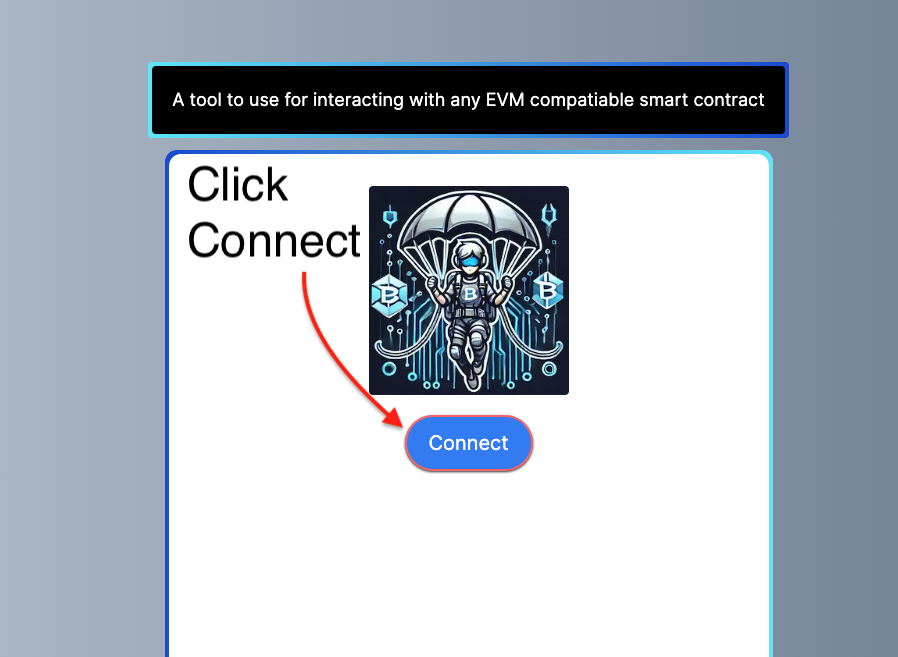 A tool to use for interacting with any EVM compatiable smart contract
Click
Connect
B
B
B
Connect